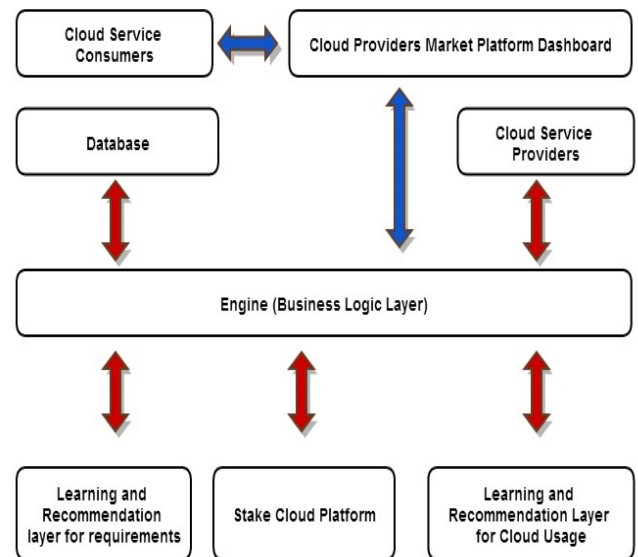 Cloud Service
Consumers
Cloud Providers Market Platform Dashboard
Database
Cloud Service
Providers
Engine (Business Logic Layer)
Learning and
Recommendation
layer for requirements
Stake Cloud Platform
Learning and
Recommendation Layer
for Cloud Usage